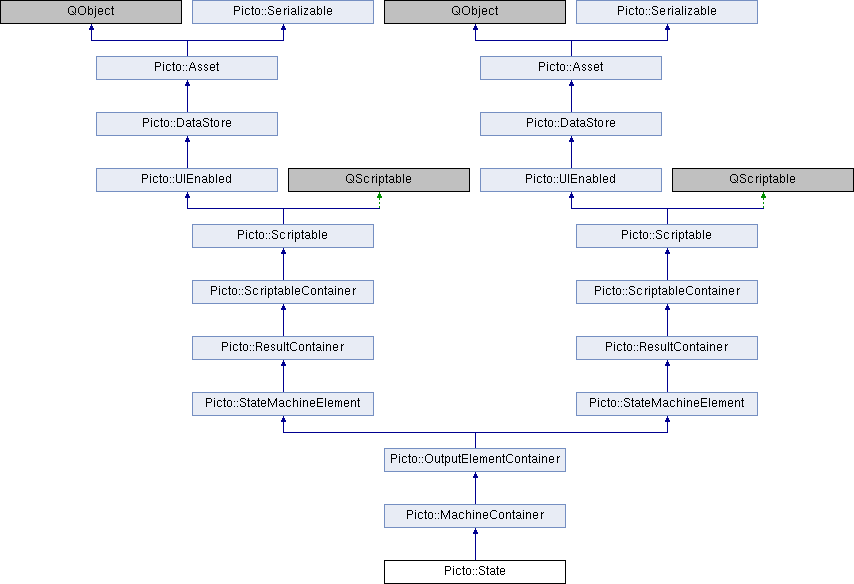 QObject
Picto::Serializable
QObject
Picto::Serializable
Picto::Asset
Picto::Asset
Picto::DataStore
Picto::DataStore
Picto::UIEnabled
QScriptable
Picto::UIEnabled
QScriptable
Picto::Scriptable
Picto::Scriptable
Picto::ScriptableContainer
Picto::ScriptableContainer
Picto::ResultContainer
Picto::ResultContainer
Picto::StateMachineElement
Picto::StateMachineElement
Picto::OutputElementContainer
Picto::MachineContainer
Picto::State